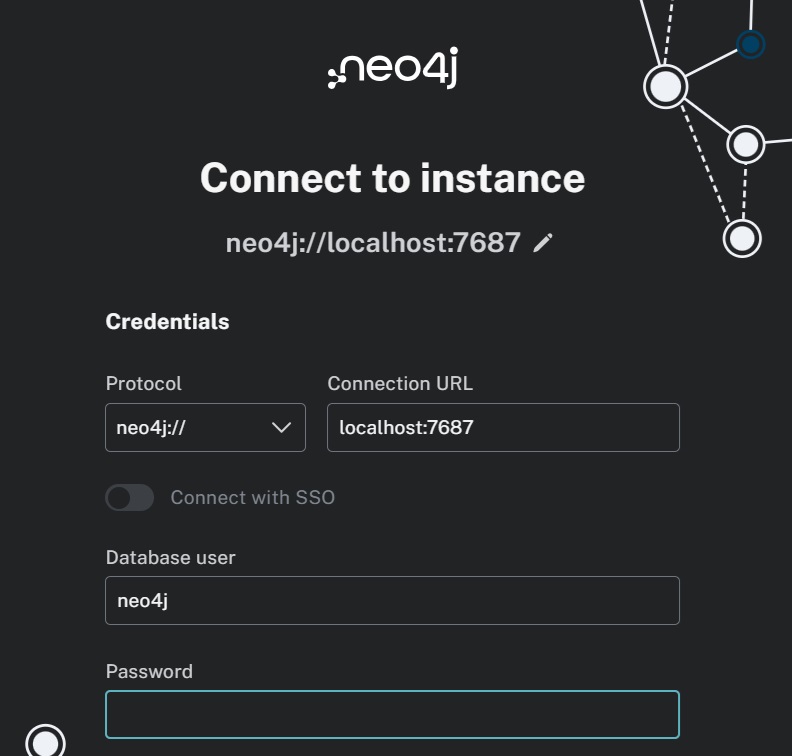 neo4j
Connect to instance
neo4j://localhost:7687
Credentials
Protocol
Connection URL
neo4j://
localhost:7687
Connect with SSO
Database user
neo4j
Password